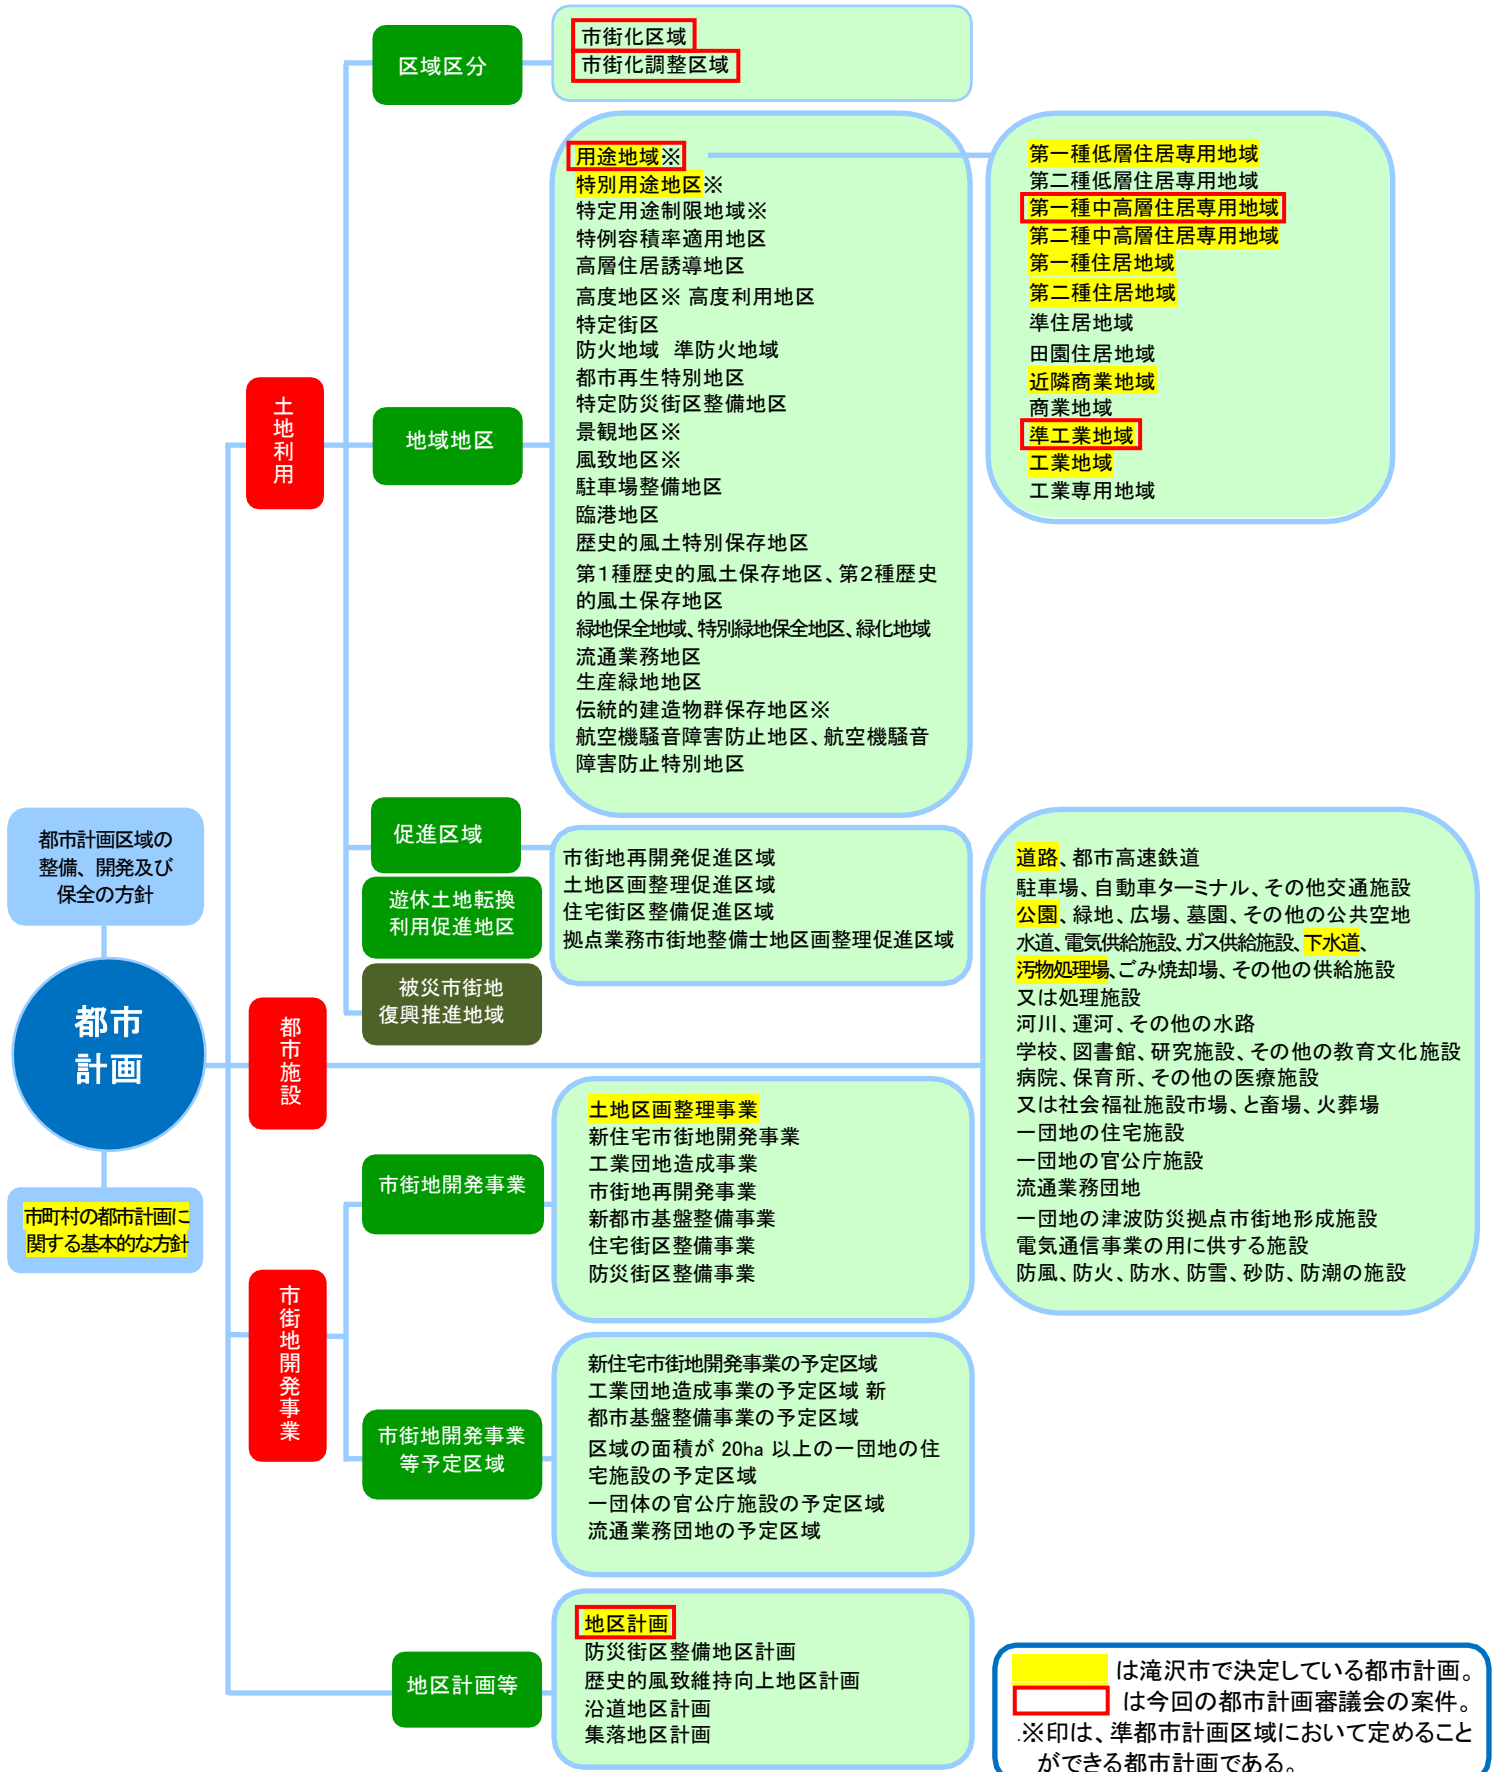 都市計画区域の
整備、開発及び
保全の方針
都市
計画
市町村の都市計画に
関する基本的な方針
土地利用
区域区分
市街化区域
市街化調整区域
地域地区
用途地域※
特別用途地区※
特定用途制限地域※
特例容積率適用地区
高層住居誘導地区
高度地区※ 高度利用地区
特定街区
防火地域 準防火地域
都市再生特別地区
特定防災街区整備地区
景観地区※
風致地区※
駐車場整備地区
臨港地区
歴史的風土特別保存地区
第1種歴史的風土保存地区、第2種歴史
的風土保存地区
緑地保全地域、特別緑地保全地区、緑化地域
流通業務地区
生産緑地地区
伝統的建造物群保存地区※
航空機騒音障害防止地区、航空機騒音
障害防止特別地区
第一種低層住居専用地域
第二種低層住居専用地域
第一種中高層住居専用地域
第二種中高層住居専用地域
第一種住居地域
第二種住居地域
準住居地域
田園住居地域
近隣商業地域
商業地域
準工業地域
工業地域
工業専用地域
促進区域
遊休土地転換
利用促進地区
被災市街地
復興推進地域
市街地再開発促進区域
土地区画整理促進区域
住宅街区整備促進区域
拠点業務市街地整備士地区画整理促進区域
都市施設
道路、都市高速鉄道
駐車場、自動車ターミナル、その他交通施設
公園、緑地、広場、墓園、その他の公共空地
水道、電気供給施設、ガス供給施設、下水道、
汚物処理場、ごみ焼却場、その他の供給施設
又は処理施設
河川、運河、その他の水路
学校、図書館、研究施設、その他の教育文化施設
病院、保育所、その他の医療施設
又は社会福祉施設市場、と畜場、火葬場
一団地の住宅施設
一団地の官公庁施設
流通業務団地
一団地の津波防災拠点市街地形成施設
電気通信事業の用に供する施設
防風、防火、防水、防雪、砂防、防潮の施設
市街地開発事業
市街地開発事業
土地区画整理事業
新住宅市街地開発事業
工業団地造成事業
市街地再開発事業
新都市基盤整備事業
住宅街区整備事業
防災街区整備事業
市街地開発事業
等予定区域
新住宅市街地開発事業の予定区域
工業団地造成事業の予定区域 新
都市基盤整備事業の予定区域
区域の面積が 20ha 以上の一団地の住
宅施設の予定区域
一団体の官公庁施設の予定区域
流通業務団地の予定区域
地区計画等
地区計画
防災街区整備地区計画
歴史的風致維持向上地区計画
沿道地区計画
集落地区計画
は滝沢市で決定している都市計画。
は今回の都市計画審議会の案件。
.※印は、準都市計画区域において定めること
ができる都市計画である。